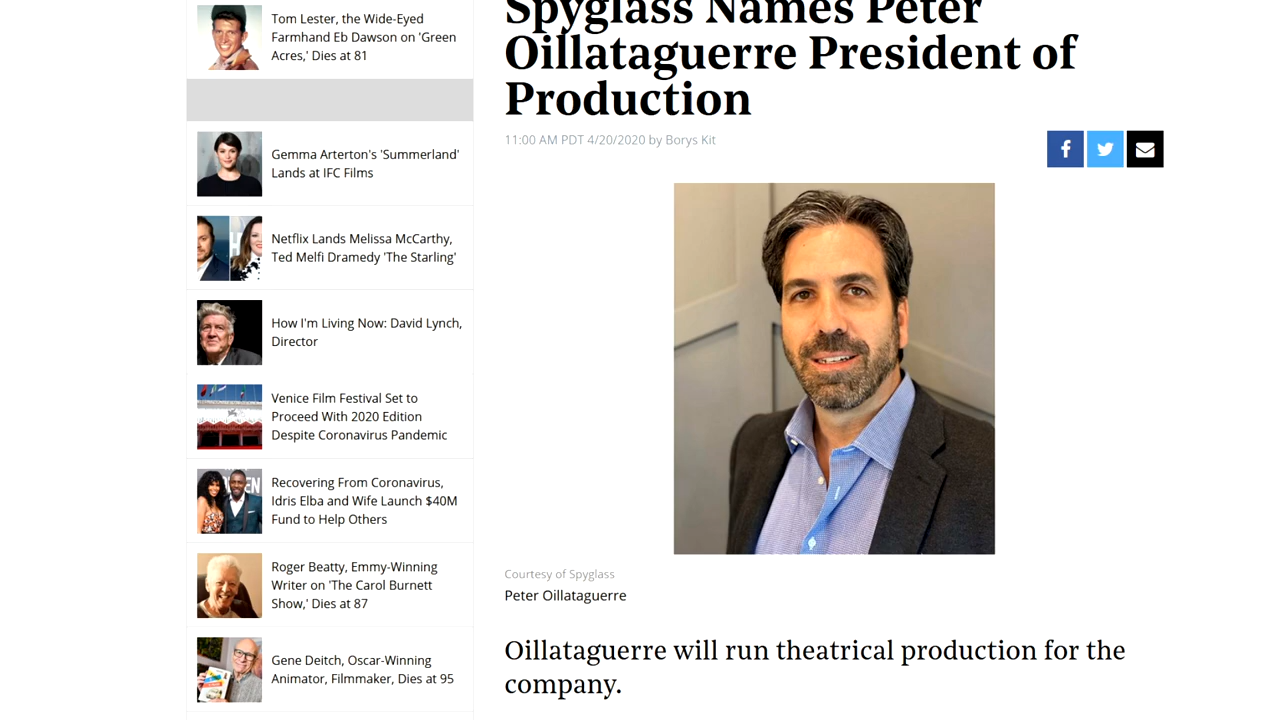 Tom Lester, the Wide-Eyed
Farmhand Eb Dawson on 'Green
Acres,' Dies at 81
Gemma Arterton's 'Summerland'
Lands at IFC Films
Netflix Lands Melissa McCarthy,
Ted Melfi Dramedy 'The Starling'
How I'm Living Now: David Lynch,
Director
Venice Film Festival Set to
Proceed With 2020 Edition
Despite Coronavirus Pandemic
Recovering From Coronavirus,
Idris Elba and Wife Launch $40M
Fund to Help Others
Roger Beatty, Emmy-Winning
Writer on 'The Carol Burnett
Show,' Dies at 87
Gene Deitch, Oscar-Winning
Animator, Filmmaker, Dies at 95
Spyglass Names Peter
Oillataguerre President of
Production
11:00 AM PDT 4/20/2020 by Borys Kit
Courtesy of Spyglass
Peter Oillataguerre
Oillataguerre will run theatrical production for the
company.